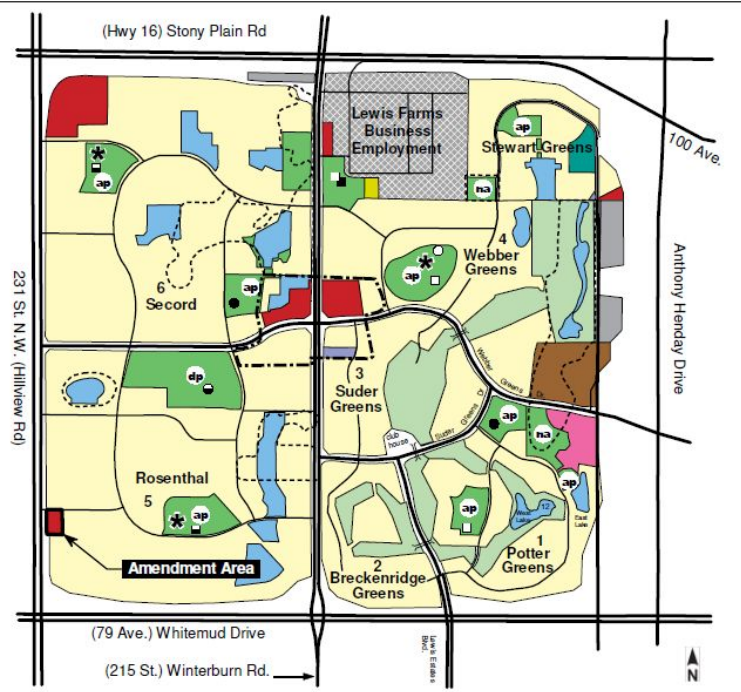 (Hwy 16) Stony Plain Rd
Lewis Farms
Business
Employment
ap
Stewart Greens
100 Ave.
ap
na
4
Webber
Greens
ap
6
Secord
ap
Anthony Henday Drive
231 St. N.W. (Hillview Rd)
3
Suder
Greens
Webber Greens Dr
dp
club
house
Suder Greens Dr
ap
na
Rosenthal
5
ap
ap
West
Lake
12
ap
East
Lake
1
Potter
Greens
Amendment Area
2
Breckenridge
Greens
(79 Ave.) Whitemud Drive
Lewis Estates
Blvd.
(215 St.) Winterburn Rd.
N